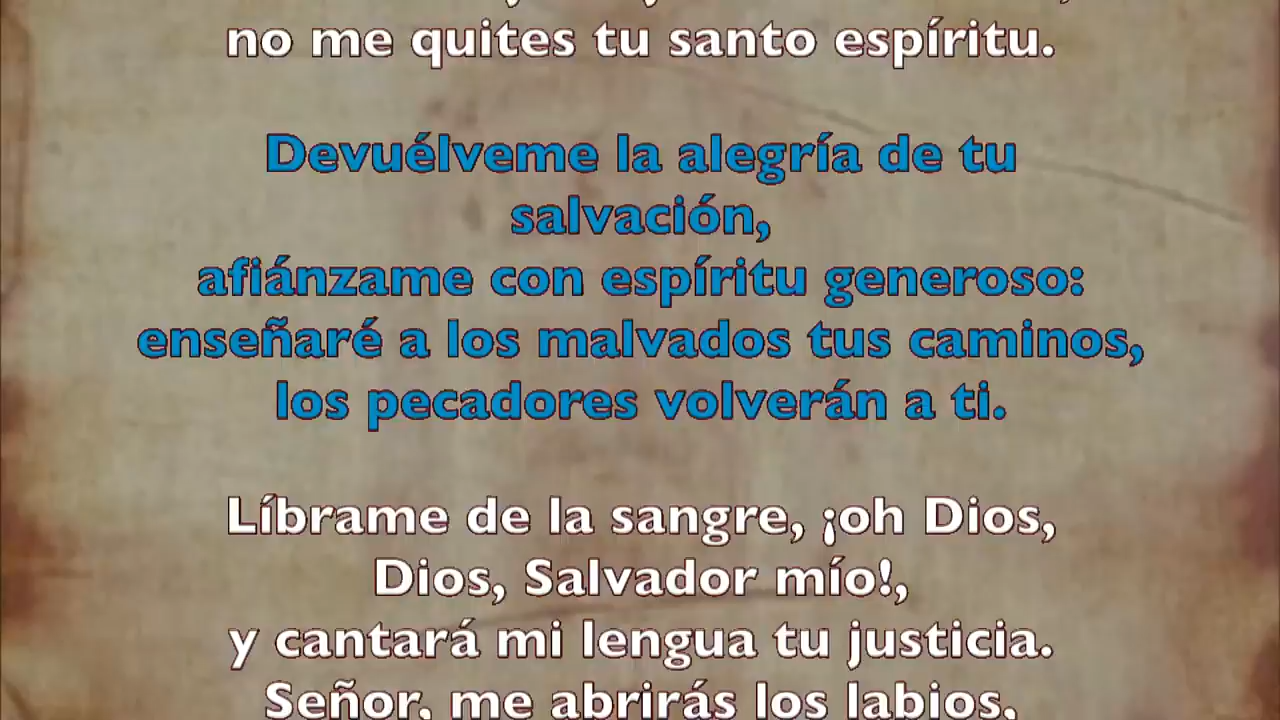 no me quites tu santo espíritu.
Devuélveme la alegría de tu
salvación,
afiánzame con espíritu generoso:
enseñaré a los malvados tus caminos,
los pecadores volverán a ti.
Líbrame de la sangre, ¡oh Dios,
Dios, Salvador mío!,
y cantará mi lengua tu justicia.
Señor, me abrirás los labios,